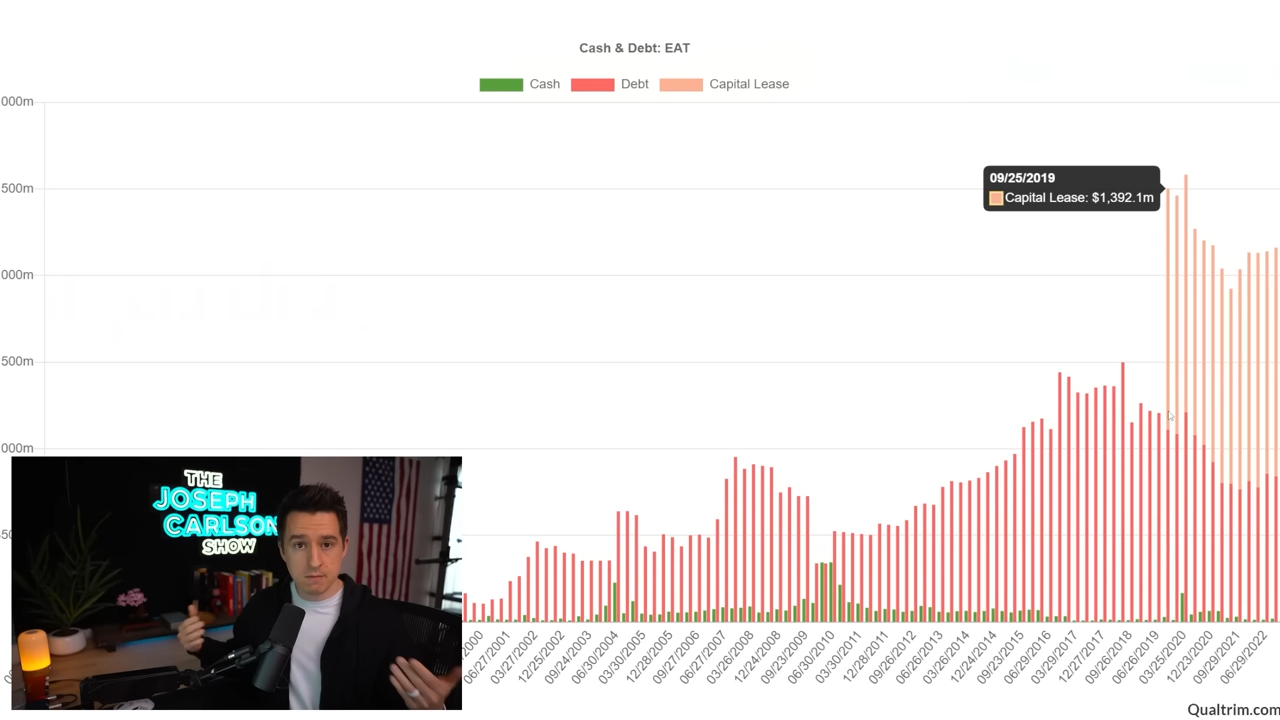 Cash & Debt: EAT
Cash Debt Capital Lease
000m
500m
000m
500m
000m
50
09/25/2019
Capital Lease: $1,392.1m
THE
JOSEPH
CARLSON
SHOW
2000
06/27/2001
03/27/2002
12/25/2002
09/24/2003
06/30/2004
03/30/2005
12/28/2005
09/27/2006
06/27/2007
03/26/2008
12/24/2008
09/23/2009
06/30/2010
03/30/2011
12/28/2011
09/26/2012
06/26/2013
03/26/2014
12/24/2014
09/23/2015
06/29/2016
03/29/2017
12/27/2017
09/26/2018
06/26/2019
03/25/2020
12/23/2020
09/29/2021
06/29/2022
Qualtrim.com